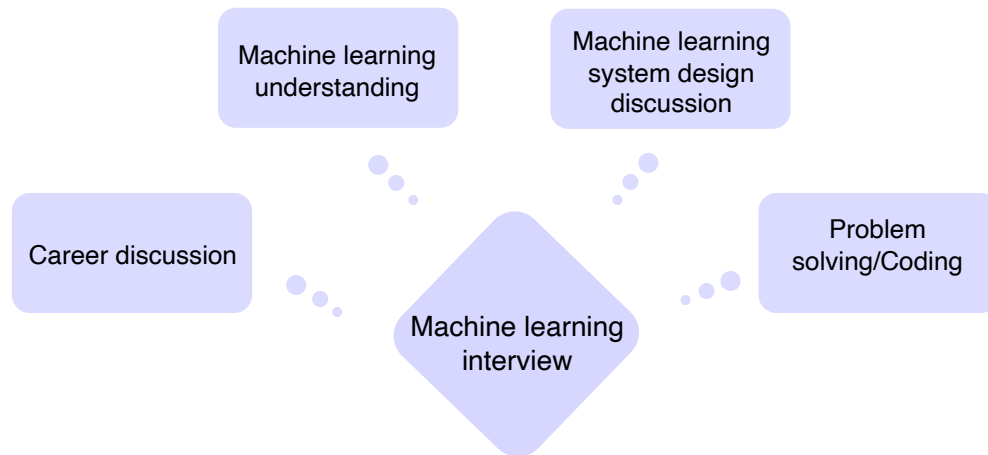 Machine learning
understanding
Machine learning
system design
discussion
Career discussion
Problem
solving/Coding
Machine learning
interview